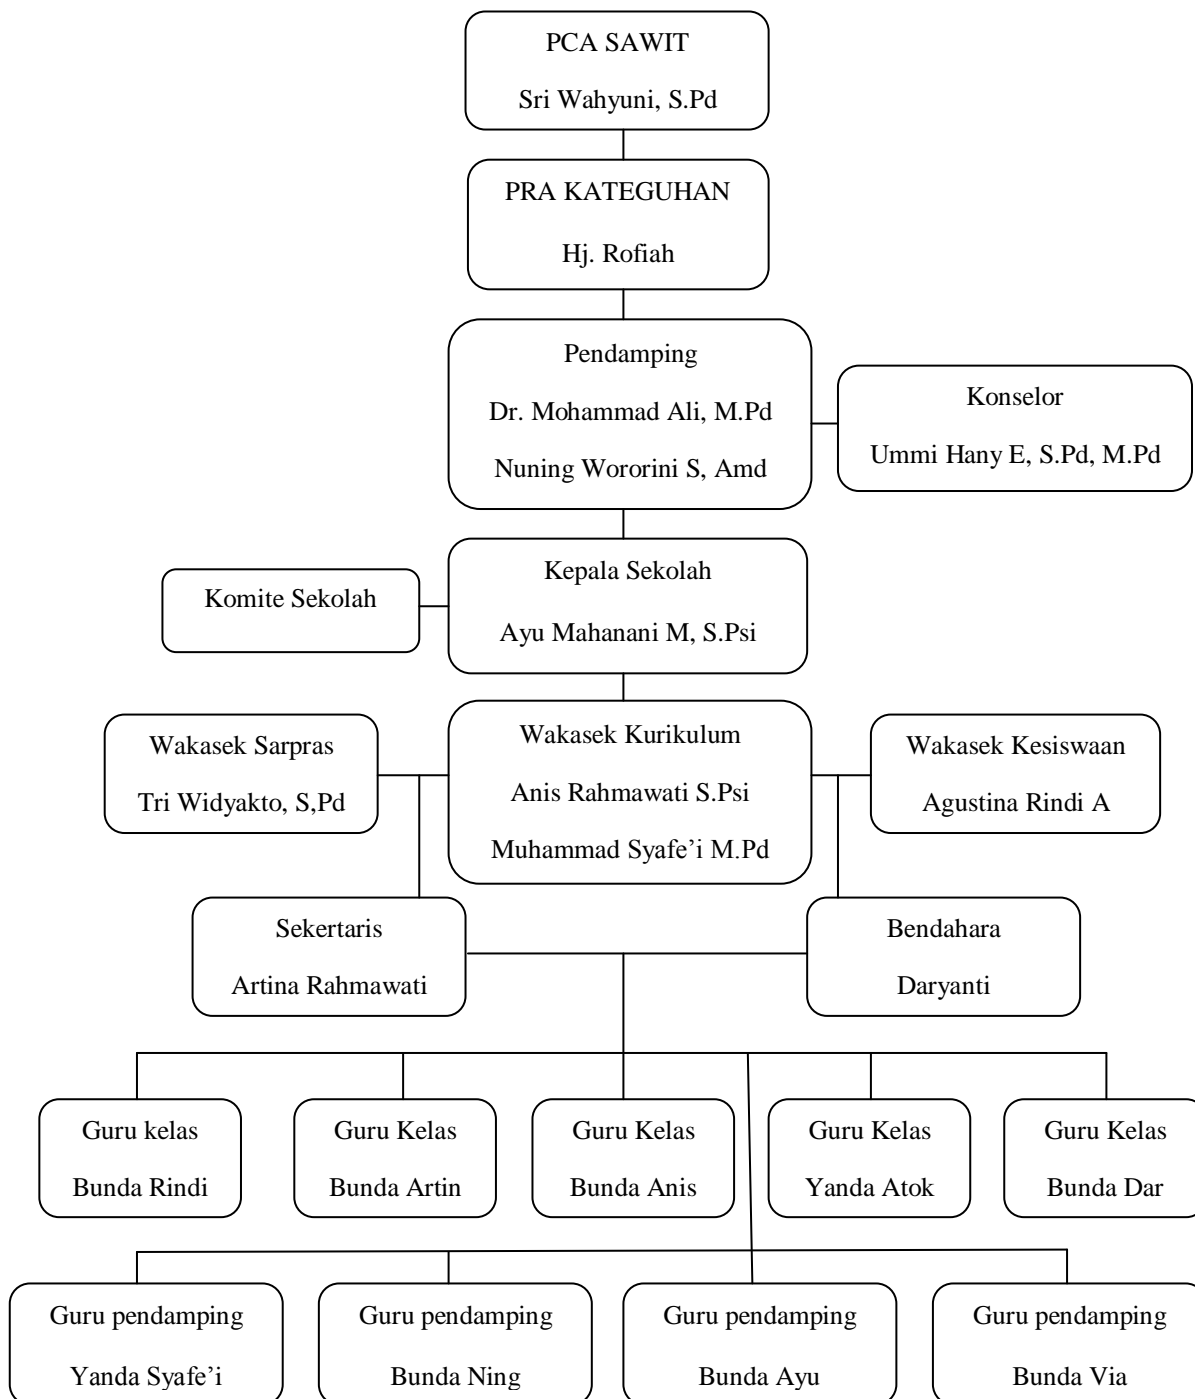 PCA SAWIT
Sri Wahyuni, S.Pd
PRA KATEGUHAN
Hj. Rofiah
Pendamping
Dr. Mohammad Ali, M.Pd
Nuning Wororini S, Amd
Konselor
Ummi Hany E, S.Pd, M.Pd
Kepala Sekolah
Ayu Mahanani M, S.Psi
Komite Sekolah
Wakasek Sarpras
Tri Widyakto, S,Pd
Wakasek Kurikulum
Anis Rahmawati S.Psi
Muhammad Syafe’i M.Pd
Wakasek Kesiswaan
Agustina Rindi A
Sekertaris
Artina Rahmawati
Bendahara
Daryanti
Guru kelas
Bunda Rindi
Guru Kelas
Bunda Artin
Guru Kelas
Bunda Anis
Guru Kelas
Yanda Atok
Guru Kelas
Bunda Dar
Guru pendamping
Yanda Syafe’i
Guru pendamping
Bunda Ning
Guru pendamping
Bunda Ayu
Guru pendamping
Bunda Via